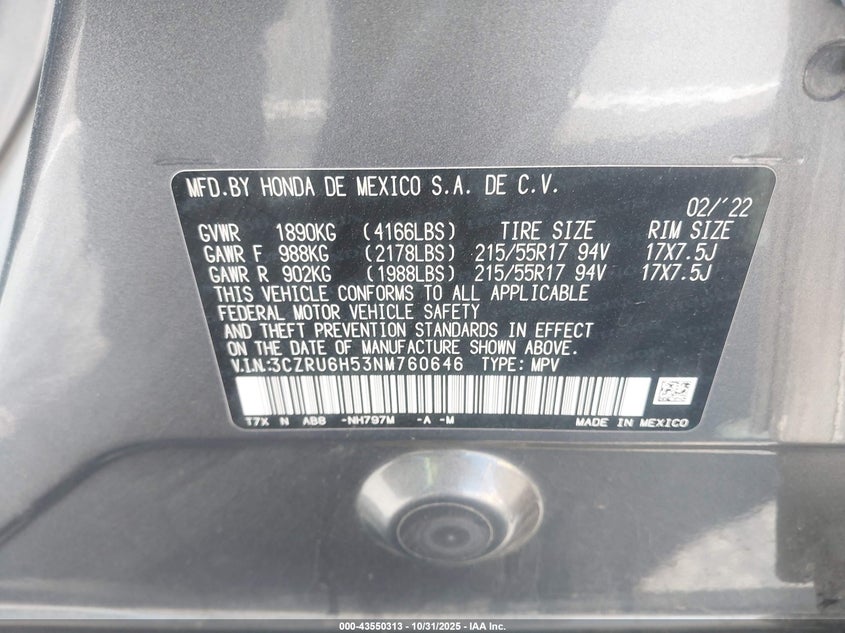 MFD.BY HONDA DE MEXICO S.A. DE C.V.
02/'22
GVWR 1890KG (4166LBS) TIRE SIZE RIM SIZE
GAWR F 988KG (2178LBS) 215/55R17 94V 17X7.5J
GAWR R 902KG (1988LBS) 215/55R17 94V 17X7.5J
THIS VEHICLE CONFORMS TO ALL APPLICABLE
FEDERAL MOTOR VEHICLE SAFETY
AND THEFT PREVENTION STANDARDS IN EFFECT
ON THE DATE OF MANUFACTURE SHOWN ABOVE.
V.I.N.:3CZRU6H53NM760646 TYPE: MPV
T7X N ABB -NH797M -A -M MADE IN MEXICO
000-43550313 - 10/31/2025 - IAA Inc.